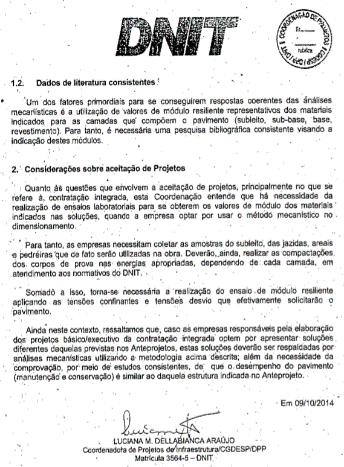 DNIT
1.2. Dados de literatura consistentes
Um dos fatores primordiais para se conseguirem respostas coerentes das análises
mecanísticas é a utilização de valores de módulo resiliente representativos dos materiais
indicados para as camadas que compõem o pavimento (subleito, sub-base, base,
revestimento). Para tanto, é necessária uma pesquisa bibliográfica consistente visando a
indicação destes módulos.
2. Considerações sobre aceitação de Projetos
Quanto às questões que envolvem a aceitação de projetos, principalmente no que se
refere à contratação integrada, esta Coordenação entende que há necessidade da
realização de ensaios laboratoriais para se obterem os valores de módulo dos materiais
indicados nas soluções, quando a empresa optar por usar o método mecanístico no
dimensionamento.
Para tanto, as empresas necessitam coletar as amostras do subleito, das jazidas, areais
e pedreiras que de fato serão utilizadas na obra. Deverão, ainda, realizar as compactações
dos corpos de prova nas energias apropriadas, dependendo de cada camada, em
atendimento aos normativos do DNIT.
Somado a isso, torna-se necessária a realização do ensaio de módulo resiliente
aplicando as tensões confinantes e tensões desvio que efetivamente solicitarão o
pavimento.
Ainda neste contexto, ressaltamos que, caso as empresas responsáveis pela elaboração
dos projetos básico/executivo da contratação integrada optem por apresentar soluções
diferentes daquelas previstas nos Anteprojetos, estas soluções deverão ser respaldadas por
análises mecanísticas utilizando a metodologia acima descrita; além da necessidade da
comprovação, por meio de estudos consistentes, de que o desempenho do pavimento
(manutenção e conservação) é similar ao daquela estrutura indicada no Anteprojeto.
Em 09/10/2014
LUCIANA M. DELLABIANCA ARAÚJO
Coordenadora de Projetos de Infraestrutura/CGDESP/DPP
Matrícula 3564-5 – DNIT